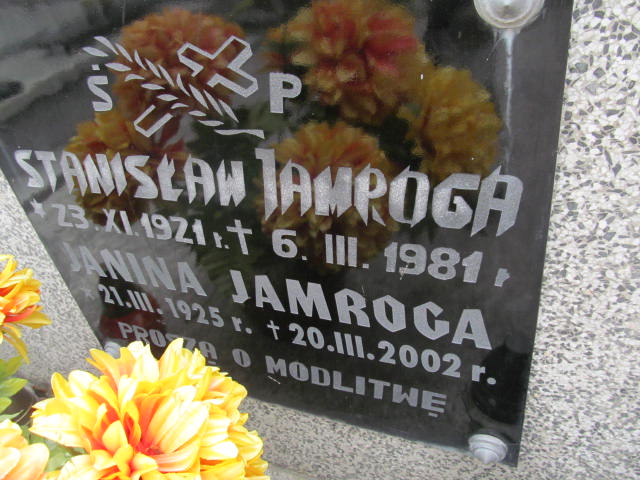 Ś P
STANISŁAW JAMROGA
* 23. XI. 1921 r. † 6. III. 1981 r
JANINA JAMROGA
* 21. III. 1925 r. † 20. III. 2002 r.
PROSZĄ O MODLITWĘ